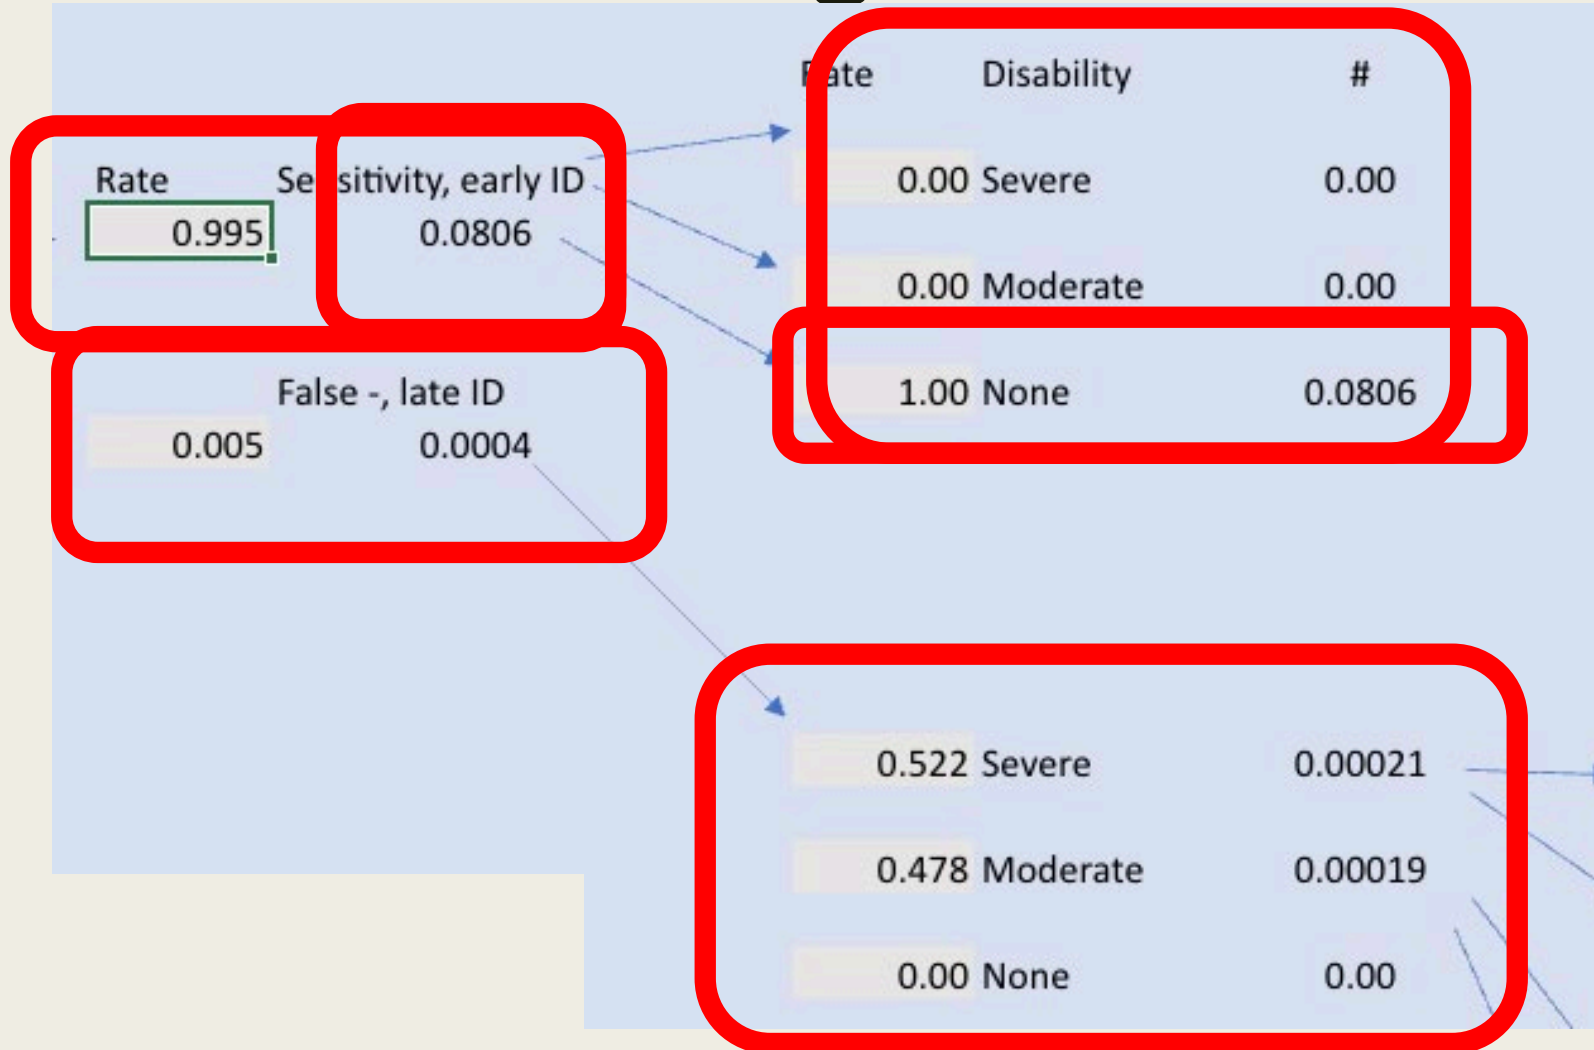 Rate Disability #
Rate Sensitivity, early ID 0.00 Severe 0.00
0.995 0.0806
0.00 Moderate 0.00
False -, late ID 1.00 None 0.0806
0.005 0.0004
0.522 Severe 0.00021
0.478 Moderate 0.00019
0.00 None 0.00